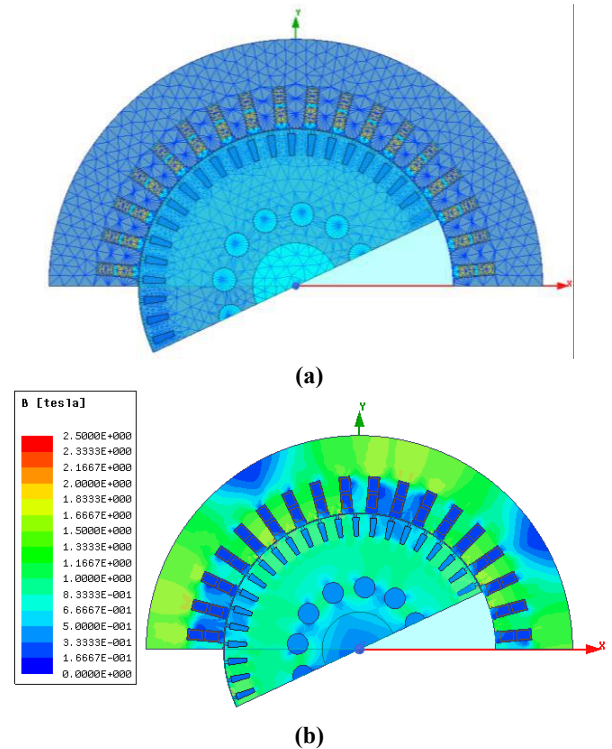 Y
X
(a)
B [tesla]
2.5000E+000
2.3333E+000
2.1667E+000
2.0000E+000
1.8333E+000
1.6667E+000
1.5000E+000
1.3333E+000
1.1667E+000
1.0000E+000
8.3333E-001
6.6667E-001
5.0000E-001
3.3333E-001
1.6667E-001
0.0000E+000
Y
X
(b)